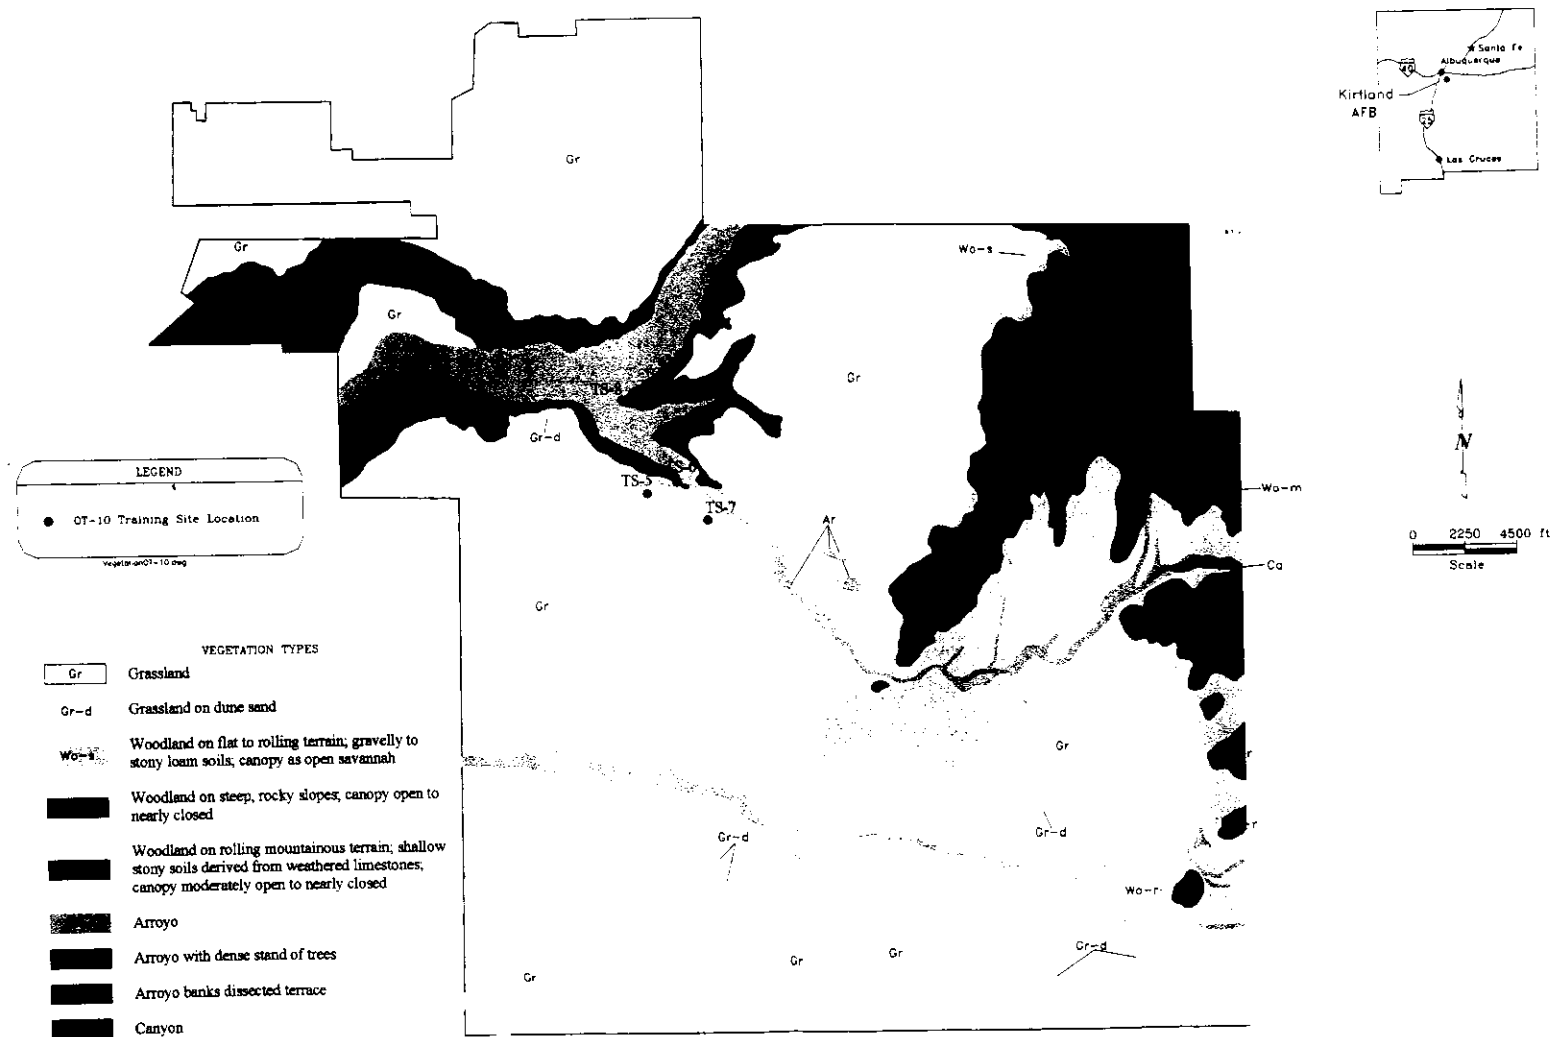 Santa Fe
Albuquerque
40
Kirtland
AFB
25
Las Cruces
Gr
Gr
Wo-s
Gr
Gr
TS-8
Gr-d
TS-5
TS-7
Ar
Wo-m
Ca
N
0 2250 4500 ft
Scale
LEGEND
OT-10 Training Site Location
Gr
Gr
Gr-d
Gr-d
Wo-r
Gr-d
Gr
Gr
Gr
VEGETATION TYPES
Gr Grassland
Gr-d Grassland on dune sand
Wo-s Woodland on flat to rolling terrain; gravelly to
stony loam soils; canopy as open savannah
Woodland on steep, rocky slopes; canopy open to
nearly closed
Woodland on rolling mountainous terrain; shallow
stony soils derived from weathered limestones;
canopy moderately open to nearly closed
Arroyo
Arroyo with dense stand of trees
Arroyo banks dissected terrace
Canyon